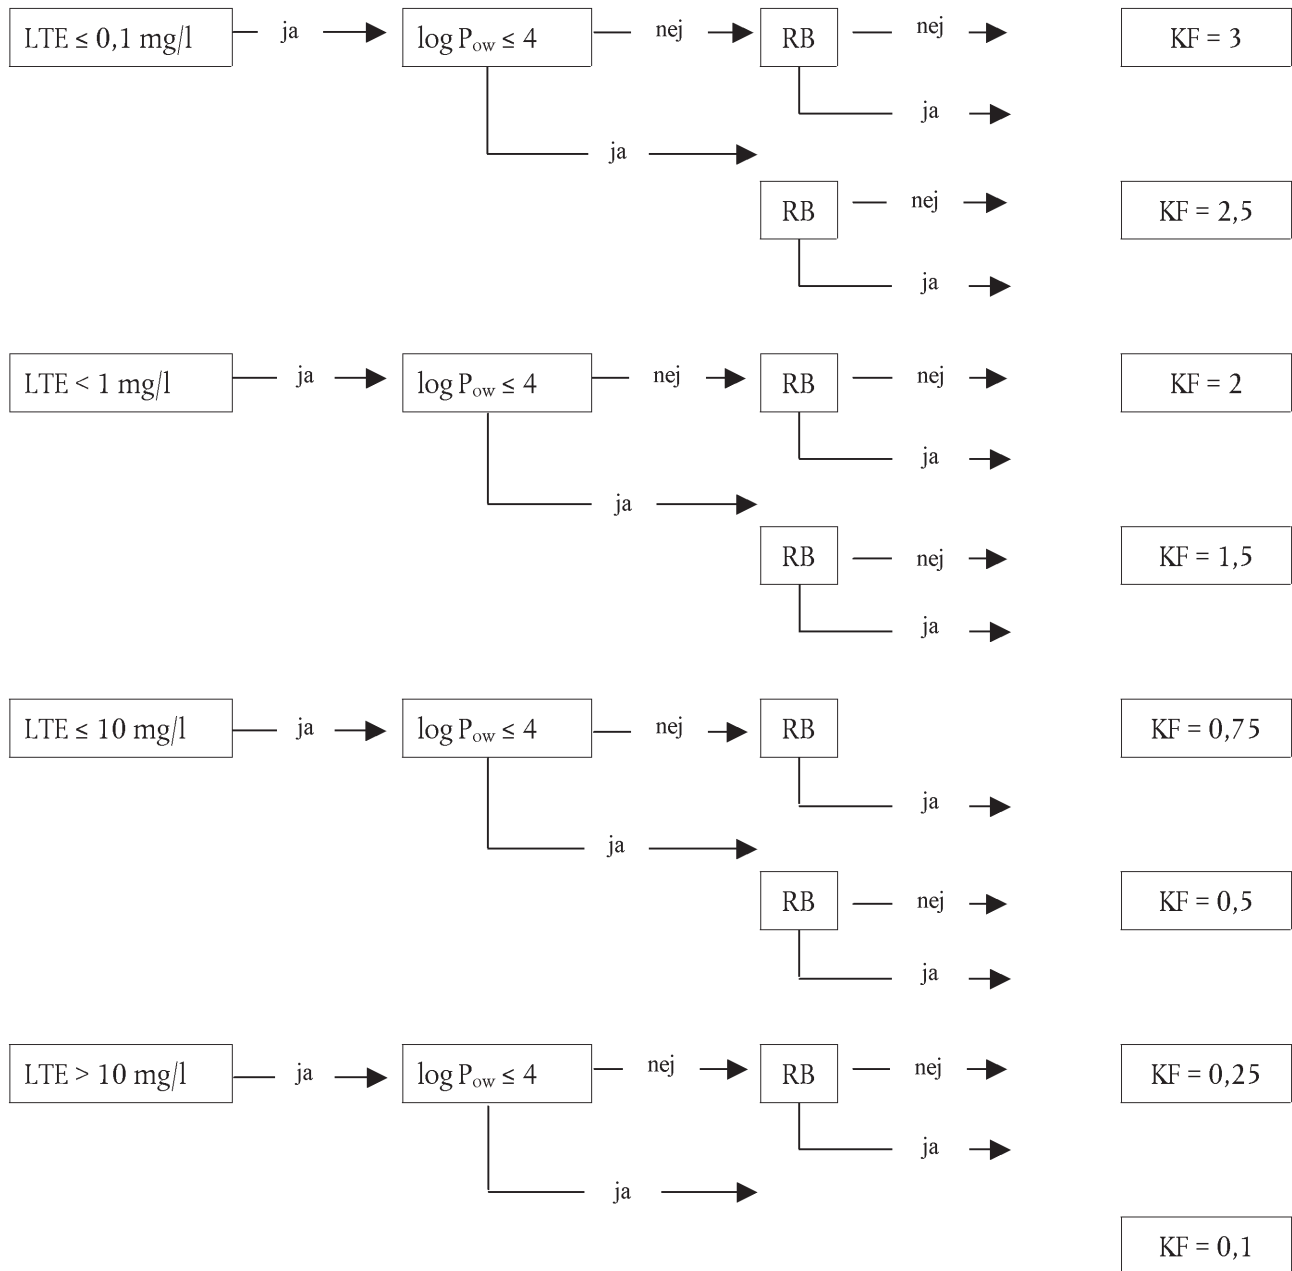 LTE ≤ 0,1 mg/l ja log Pow ≤ 4 nej RB nej KF = 3
ja
ja
RB nej KF = 2,5
ja
LTE < 1 mg/l ja log Pow ≤ 4 nej RB nej KF = 2
ja
ja
RB nej KF = 1,5
ja
LTE ≤ 10 mg/l ja log Pow ≤ 4 nej RB KF = 0,75
ja
ja
RB nej KF = 0,5
ja
LTE > 10 mg/l ja log Pow ≤ 4 nej RB nej KF = 0,25
ja
ja
KF = 0,1